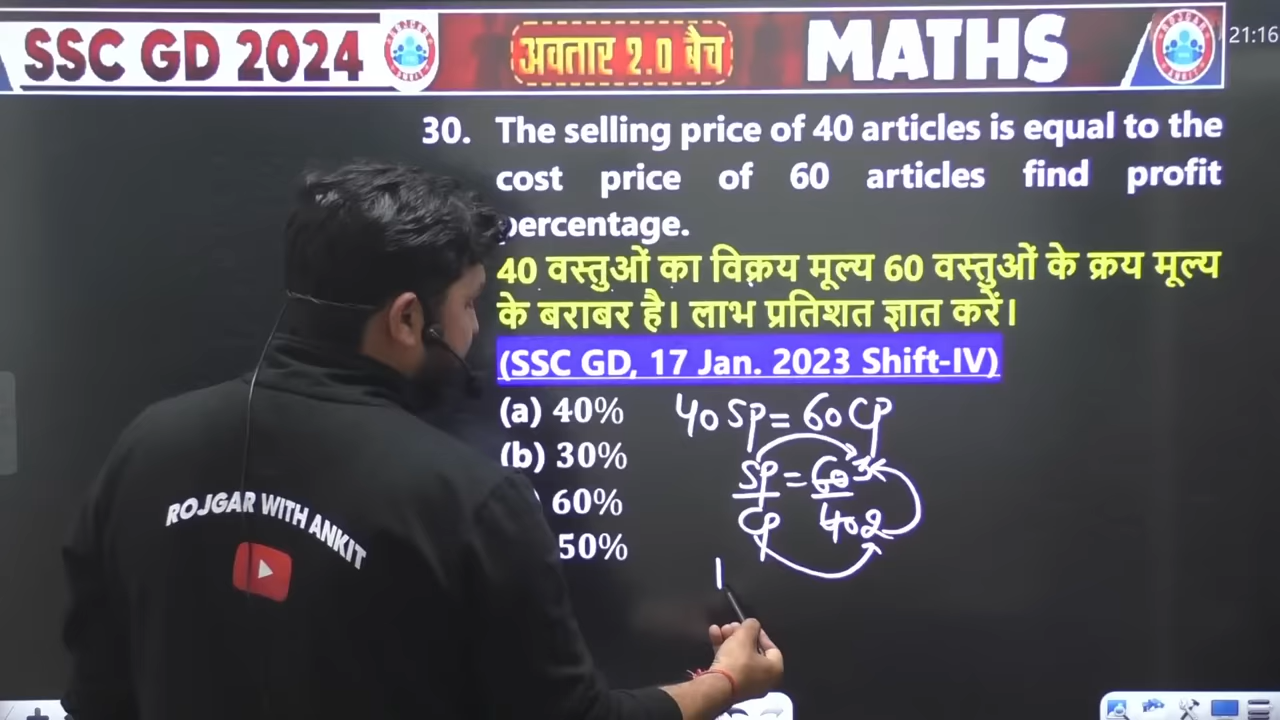 SSC GD 2024
अवतार 2.0 बैच
MATHS
21:16
30. The selling price of 40 articles is equal to the
cost price of 60 articles find profit
percentage.
40 वस्तुओं का विक्रय मूल्य 60 वस्तुओं के क्रय मूल्य
के बराबर है। लाभ प्रतिशत ज्ञात करें।
(SSC GD, 17 Jan. 2023 Shift-IV)
(a) 40%
(b) 30%
60%
50%
40 SP = 60 CP
SP = 60 3
CP 40 2
ROJGAR WITH ANKIT